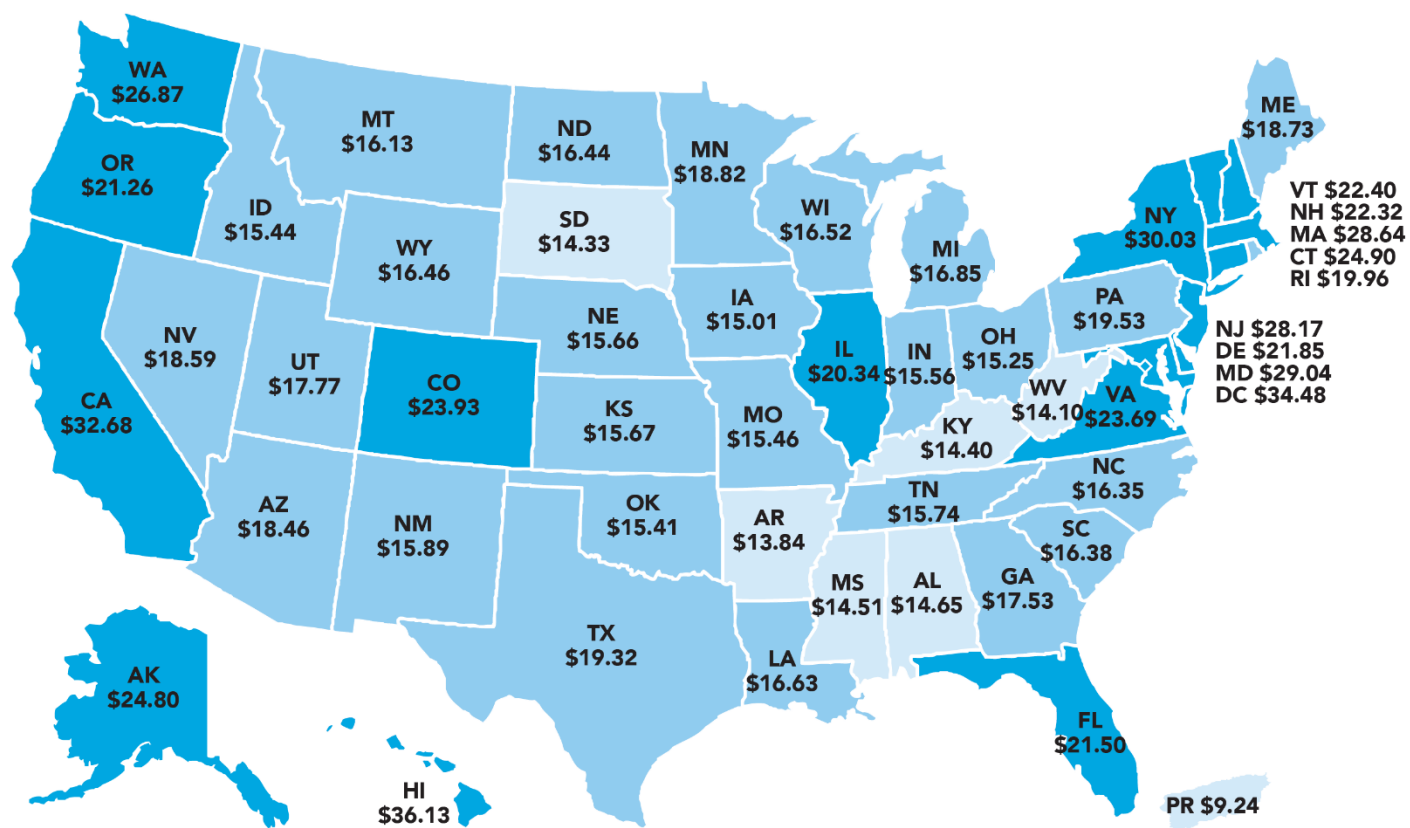 WA
$26.87
OR
$21.26
CA
$32.68
NV
$18.59
ID
$15.44
MT
$16.13
WY
$16.46
UT
$17.77
CO
$23.93
AZ
$18.46
NM
$15.89
ND
$16.44
SD
$14.33
NE
$15.66
KS
$15.67
OK
$15.41
TX
$19.32
MN
$18.82
IA
$15.01
MO
$15.46
AR
$13.84
LA
$16.63
WI
$16.52
IL
$20.34
MI
$16.85
IN
$15.56
OH
$15.25
KY
$14.40
TN
$15.74
MS
$14.51
AL
$14.65
GA
$17.53
FL
$21.50
SC
$16.38
NC
$16.35
VA
$23.69
WV
$14.10
PA
$19.53
NY
$30.03
ME
$18.73
VT $22.40
NH $22.32
MA $28.64
CT $24.90
RI $19.96
NJ $28.17
DE $21.85
MD $29.04
DC $34.48
AK
$24.80
HI
$36.13
PR $9.24